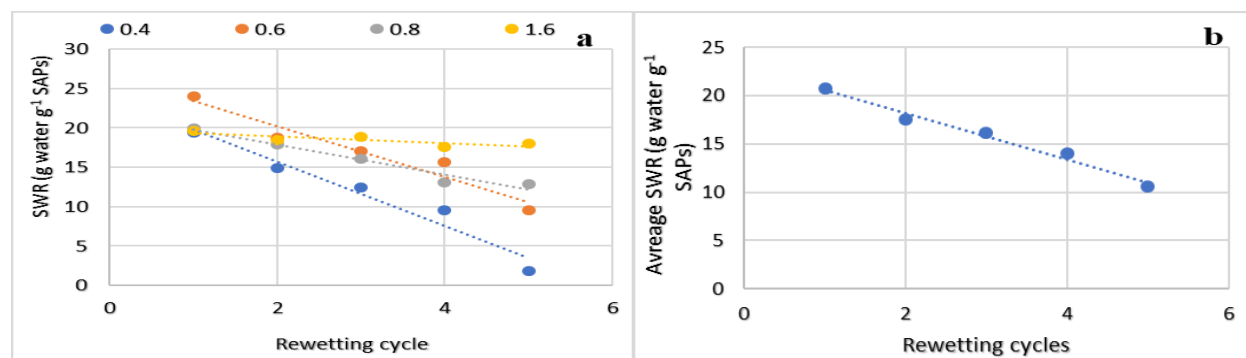 0.4 0.6 0.8 1.6 a
SWR (g water g-1 SAPs)
30
25
20
15
10
5
0
0 2 4 6
Rewetting cycle
b
Avreage SWR (g water g-1
SAPs)
25
20
15
10
5
0
0 2 4 6
Rewetting cycles